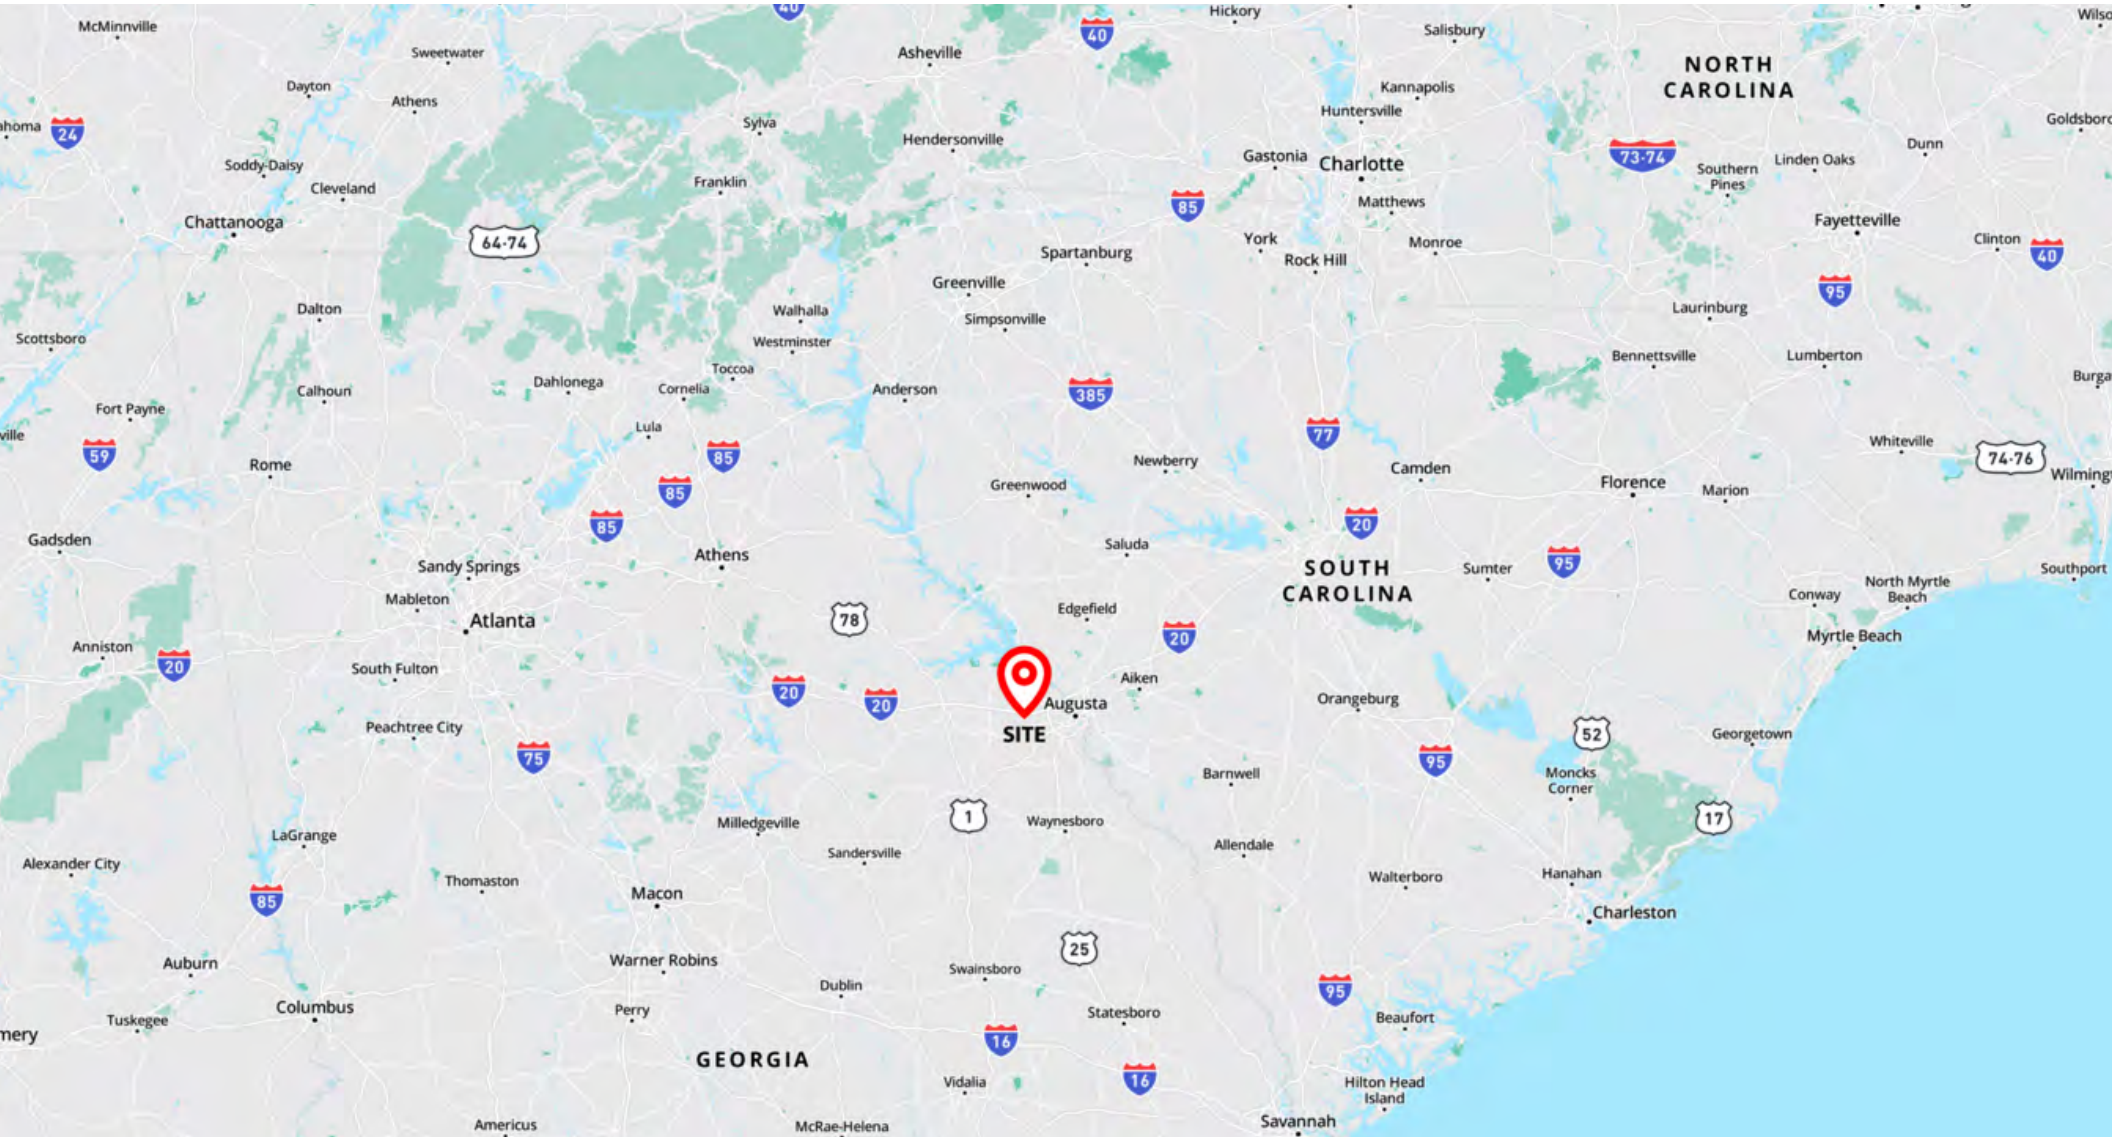 40
Hickory
McMinnville
Salisbury
Sweetwater
Asheville
40
NORTH
CAROLINA
Dayton
Athens
Kannapolis
Huntersville
24
Sylva
Hendersonville
Goldsboro
Dunn
Soddy-Daisy
Cleveland
Franklin
Gastonia
Charlotte
73-74
Southern
Pines
Linden Oaks
Matthews
85
Chattanooga
64-74
Fayetteville
Spartanburg
York
Rock Hill
Monroe
Clinton
40
Greenville
95
Dalton
Walhalla
Simpsonville
Laurinburg
Scottsboro
Westminster
Bennettsville
Lumberton
Toccoa
Dahlonega
Cornelia
Anderson
385
Calhoun
Fort Payne
Lula
77
ville
59
Rome
85
Newberry
Camden
Whiteville
74-76
85
Greenwood
Florence
Marion
85
20
Gadsden
Athens
Saluda
Sandy Springs
SOUTH
CAROLINA
Sumter
95
Southport
Mableton
Edgefield
Conway
North Myrtle
Beach
Atlanta
78
20
Myrtle Beach
Anniston
20
South Fulton
Aiken
20
20
Augusta
Orangeburg
SITE
Peachtree City
75
95
52
Georgetown
Barnwell
Moncks
Corner
1
17
LaGrange
Milledgeville
Waynesboro
Sandersville
Allendale
Alexander City
Thomaston
Macon
Walterboro
Hanahan
85
Charleston
Auburn
Warner Robins
25
Swainsboro
Dublin
95
Columbus
Perry
Statesboro
Tuskegee
mery
Beaufort
GEORGIA
16
Vidalia
16
Hilton Head
Island
Americus
McRae-Helena
Savannah